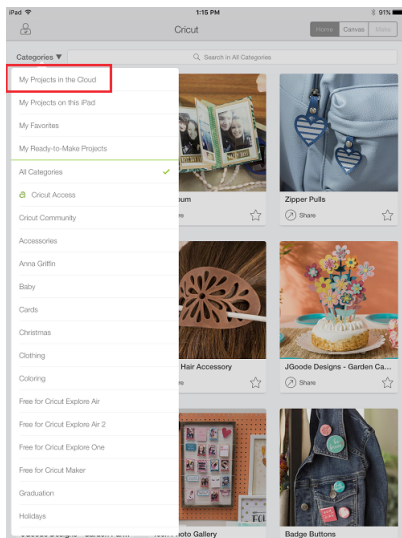 iPad 1:15 PM 91%
Cricut Home Canvas Make
Categories ▼ Search in All Categories
My Projects in the Cloud
My Projects on this iPad
My Favorites
My Ready-to-Make Projects
All Categories
Cricut Access
Cricut Community
Accessories
Anna Griffin
Baby
Cards
Christmas
Clothing
Coloring
Free for Cricut Explore Air
Free for Cricut Explore Air 2
Free for Cricut Explore One
Free for Cricut Maker
Graduation
Holidays
Zipper Pulls
Share
Hair Accessory
JGoode Designs - Garden Ca...
Share
Photo Gallery
Badge Buttons